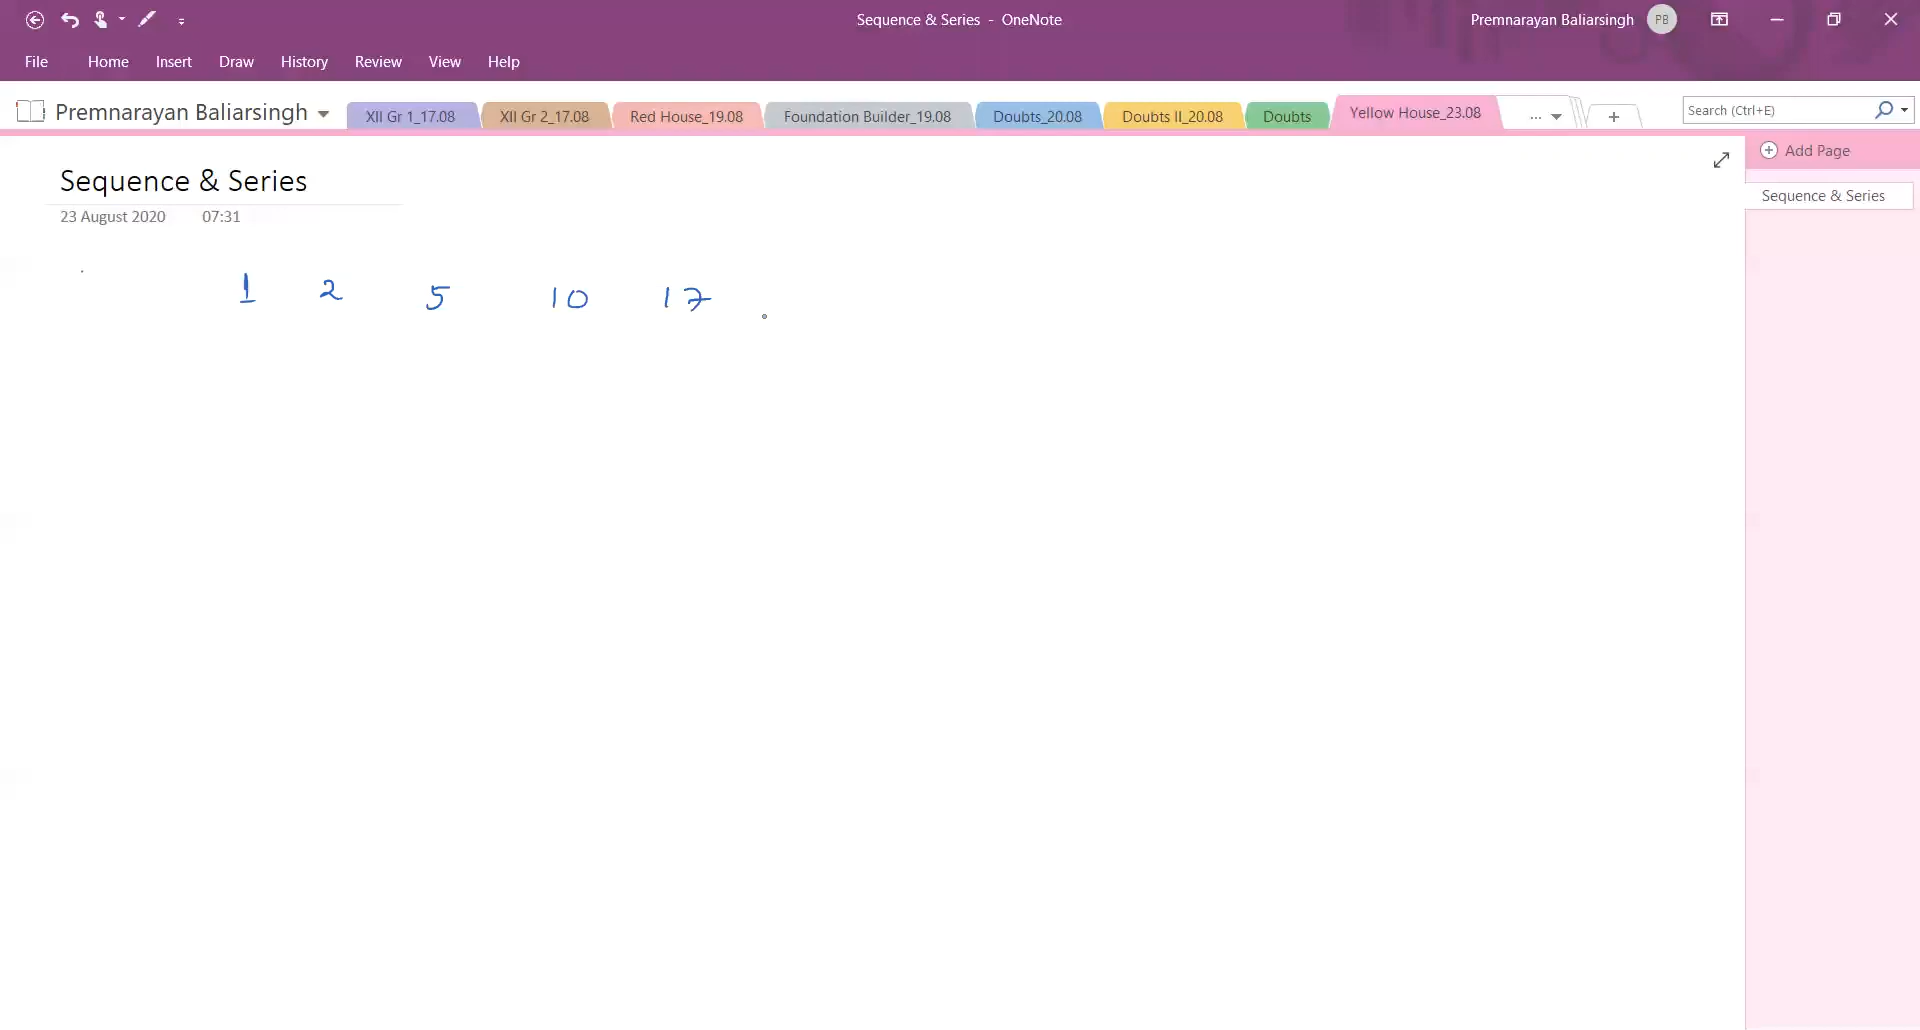 Sequence & Series - OneNote
Premnarayan Baliarsingh PB
File Home Insert Draw History Review View Help
Premnarayan Baliarsingh
XII Gr 1_17.08 XII Gr 2_17.08 Red House_19.08 Foundation Builder_19.08 Doubts_20.08 Doubts II_20.08 Doubts Yellow House_23.08 ... +
Search (Ctrl+E)
Add Page
Sequence & Series
Sequence & Series
23 August 2020 07:31
1 2 5 10 17